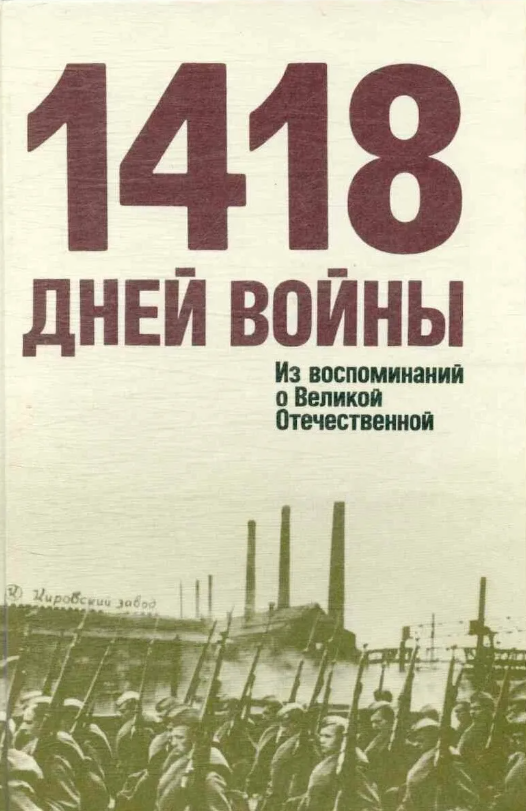 1418
ДНЕЙ ВОЙНЫ
Из воспоминаний
о Великой
Отечественной
Кировский завод